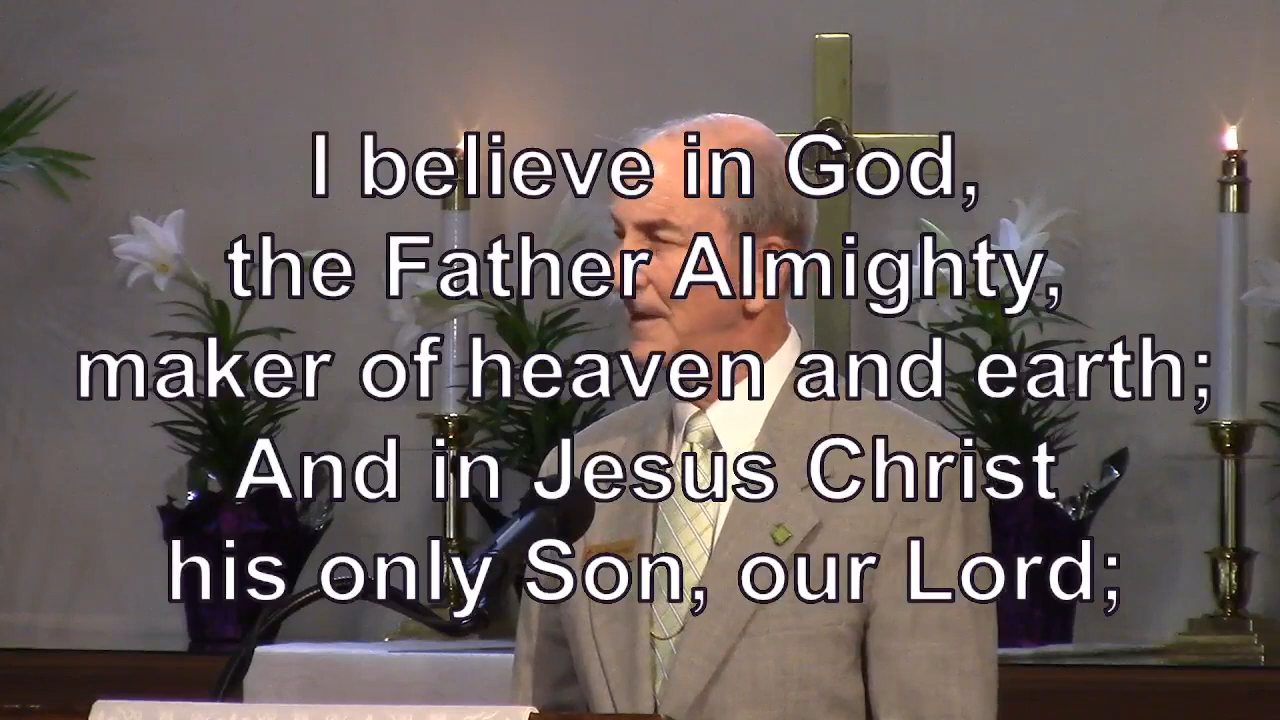 I believe in God,
the Father Almighty,
maker of heaven and earth;
And in Jesus Christ
his only Son, our Lord;